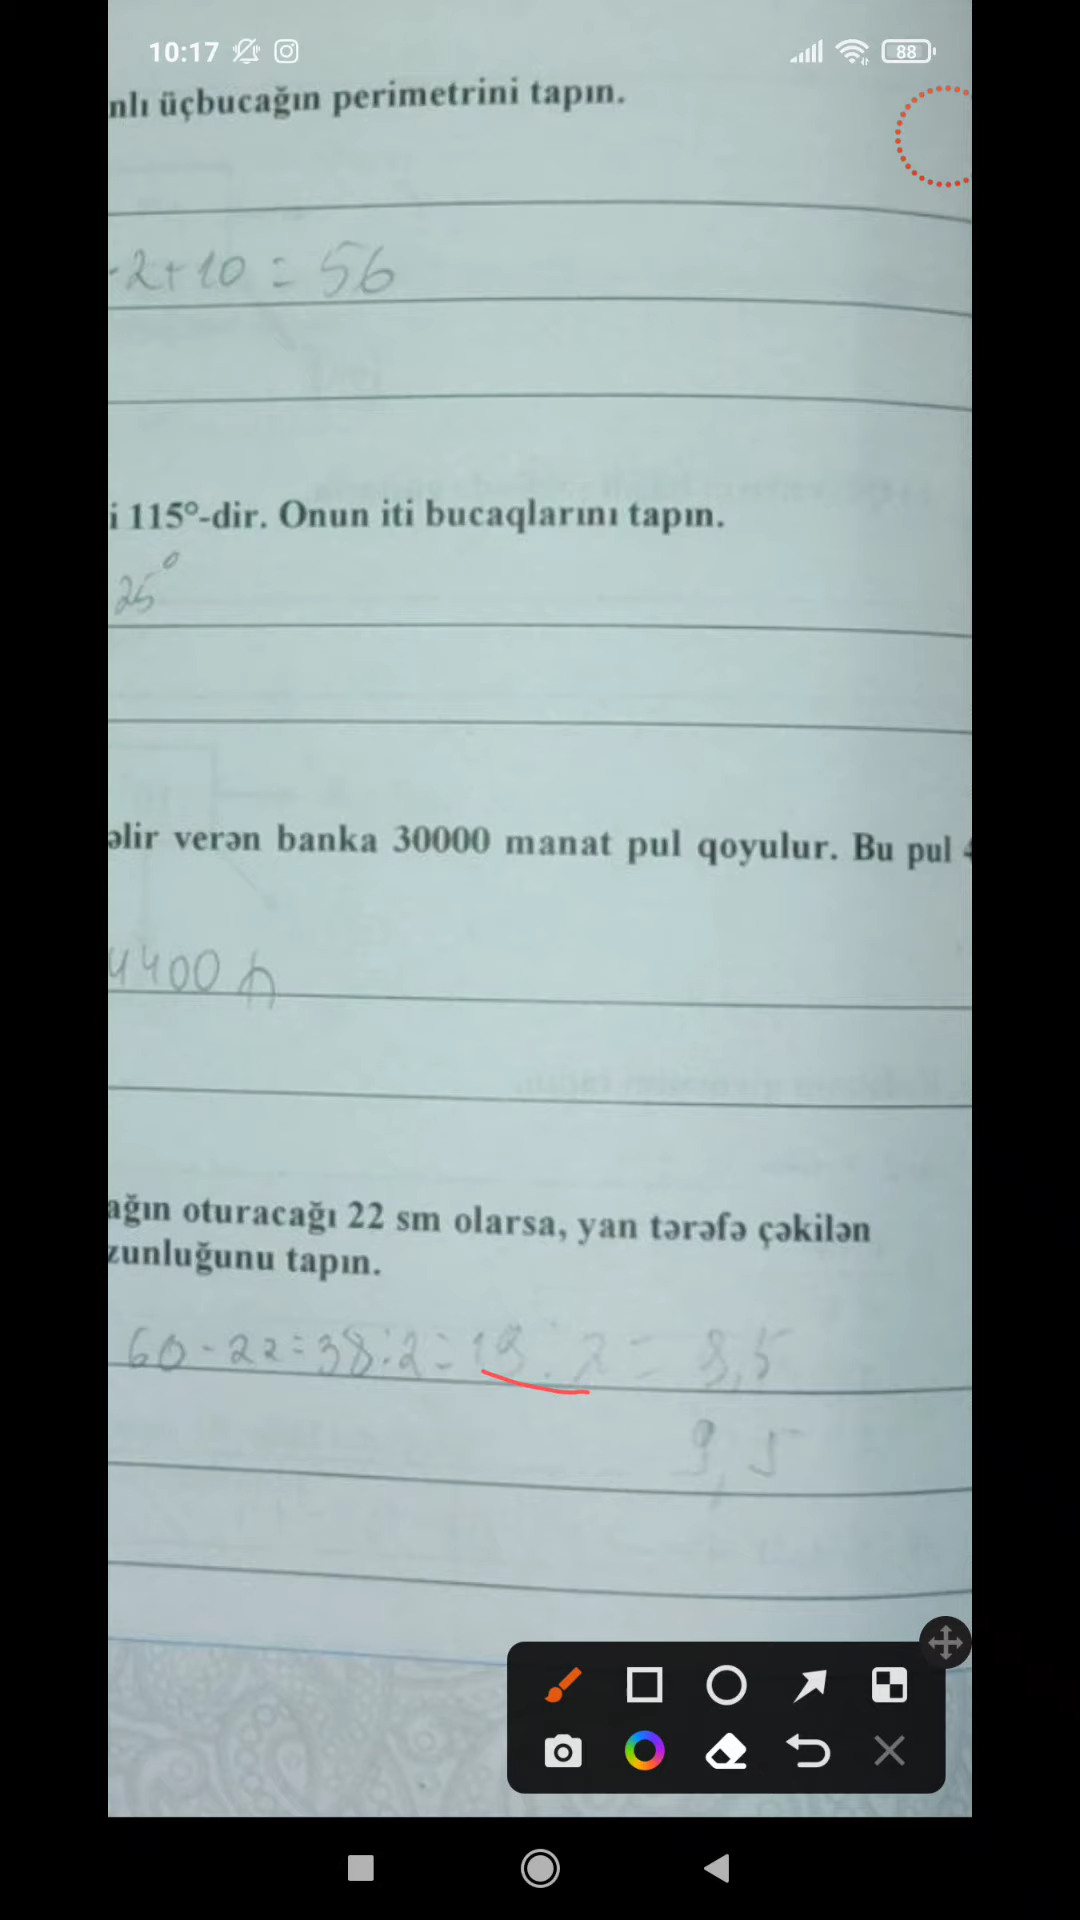 10:17
88
nlı üçbucağın perimetrini tapın.
-2+10 = 56
i 115°-dir. Onun iti bucaqlarını tapın.
25°
əlir verən banka 30000 manat pul qoyulur. Bu pul 4
4400
ağın oturacağı 22 sm olarsa, yan tərəfə çəkilən
zunluğunu tapın.
60-22=38:2=19:2= 9,5
9,5